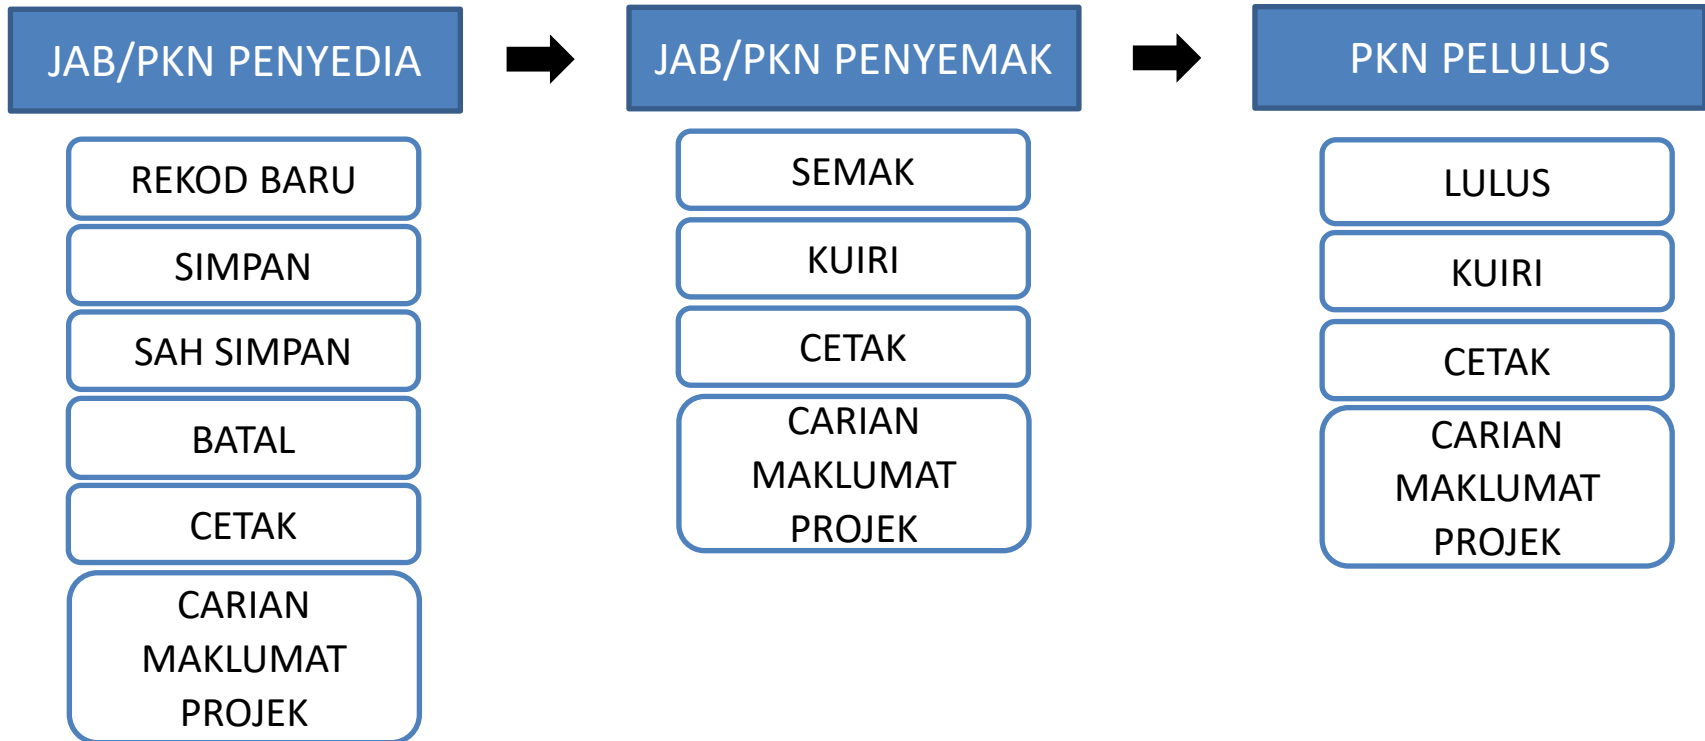 JAB/PKN PENYEDIA
REKOD BARU
SIMPAN
SAH SIMPAN
BATAL
CETAK
CARIAN
MAKLUMAT
PROJEK
JAB/PKN PENYEMAK
SEMAK
KUIRI
CETAK
CARIAN
MAKLUMAT
PROJEK
PKN PELULUS
LULUS
KUIRI
CETAK
CARIAN
MAKLUMAT
PROJEK